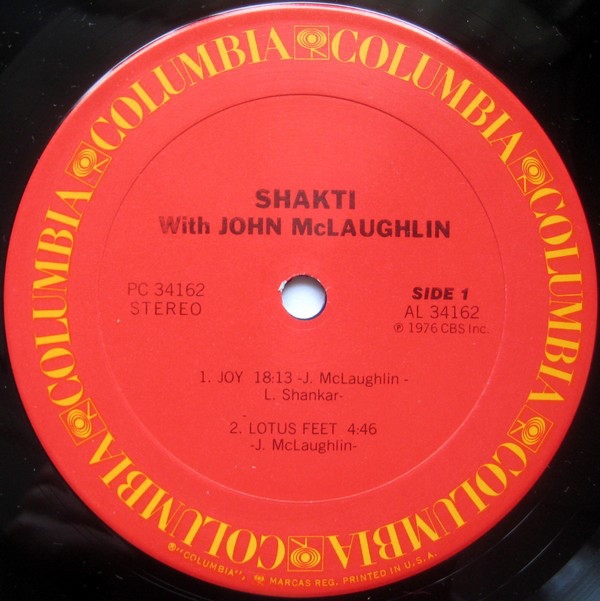 COLUMBIA COLUMBIA COLUMBIA COLUMBIA COLUMBIA COLUMBIA COLUMBIA
SHAKTI
With JOHN McLAUGHLIN
PC 34162
STEREO
SIDE 1
AL 34162
℗ 1976 CBS Inc.
1. JOY 18:13 -J. McLaughlin -
L. Shankar-
2. LOTUS FEET 4:46
-J. McLaughlin-
®"COLUMBIA", MARCAS REG. PRINTED IN U.S.A.